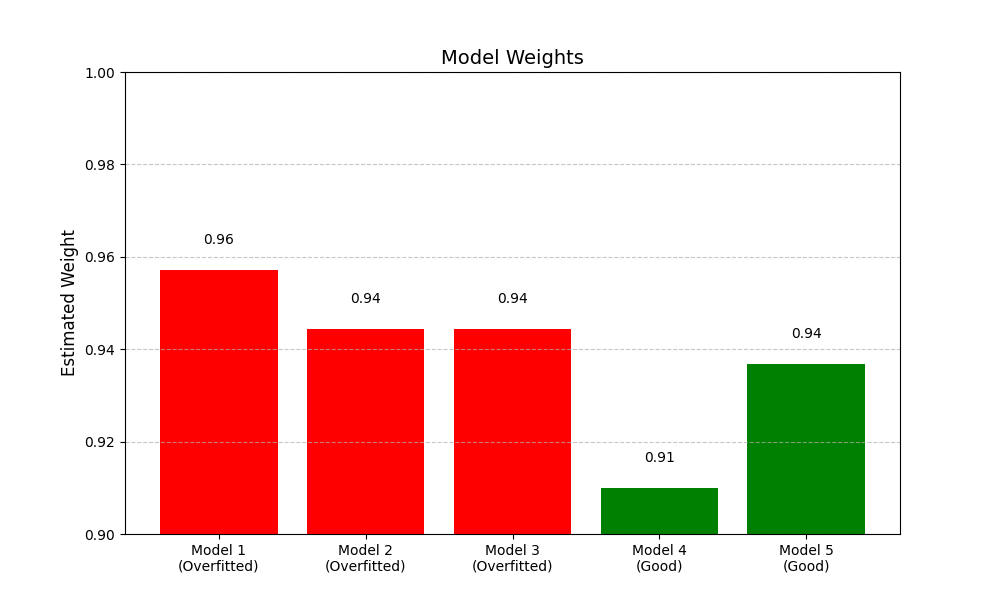 Model Weights
Estimated Weight
1.00
0.98
0.96
0.94
0.92
0.90
0.96
0.94
0.94
0.91
0.94
Model 1
(Overfitted)
Model 2
(Overfitted)
Model 3
(Overfitted)
Model 4
(Good)
Model 5
(Good)